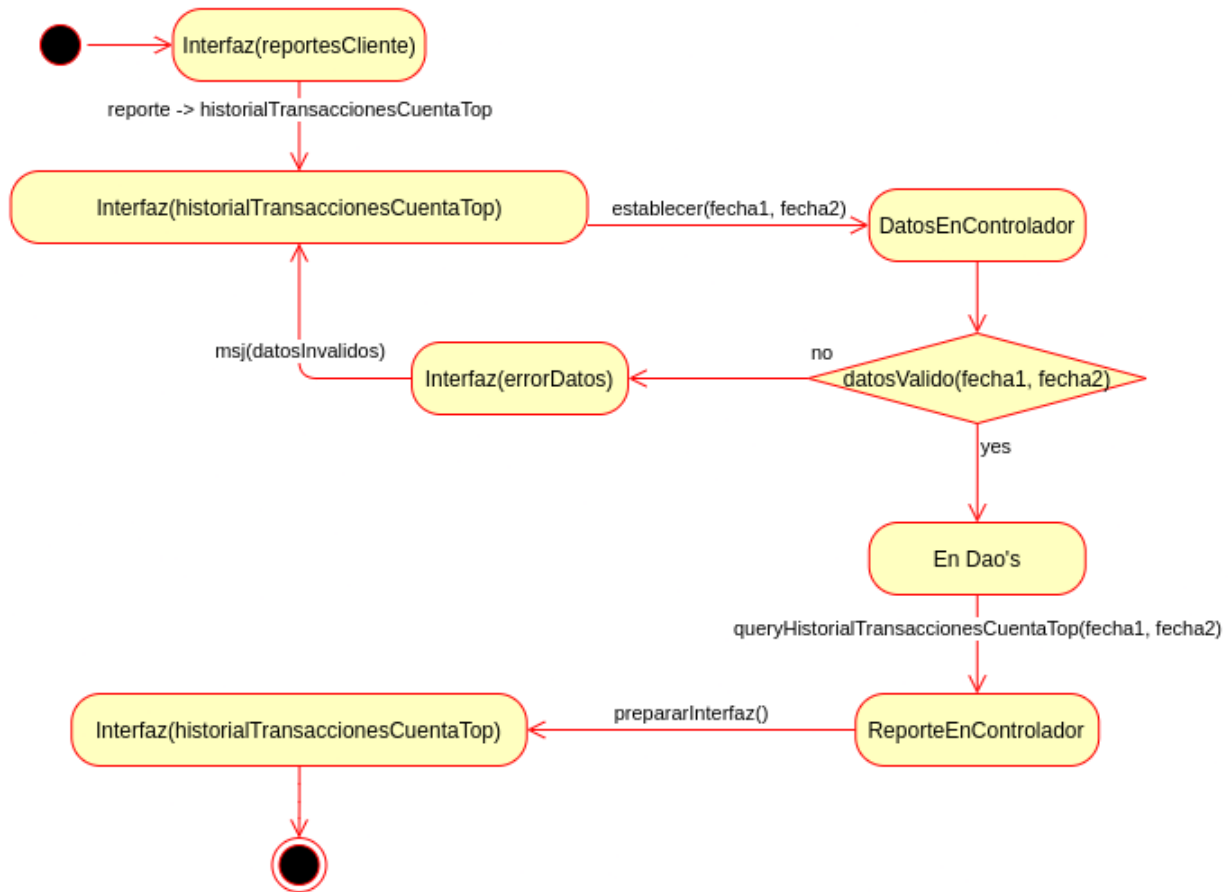 Interfaz(reportesCliente)
reporte -> historialTransaccionesCuentaTop
Interfaz(historialTransaccionesCuentaTop)
establecer(fecha1, fecha2)
DatosEnControlador
msj(datosInvalidos)
Interfaz(errorDatos)
no
datosValido(fecha1, fecha2)
yes
En Dao's
queryHistorialTransaccionesCuentaTop(fecha1, fecha2)
Interfaz(historialTransaccionesCuentaTop)
prepararInterfaz()
ReporteEnControlador